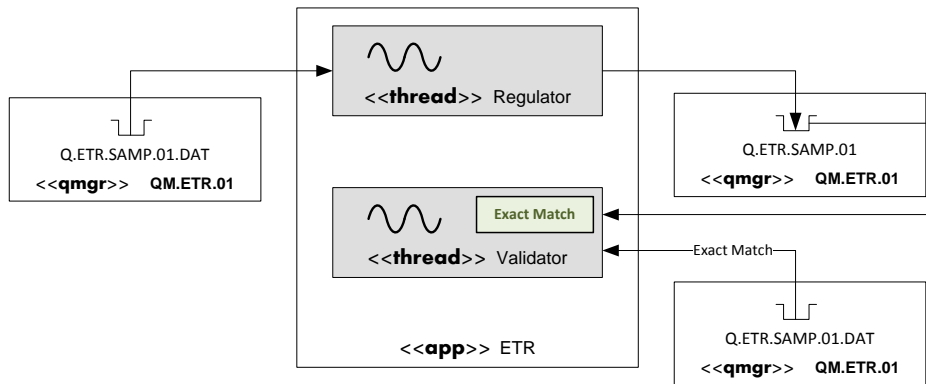 <<thread>> Regulator
Q.ETR.SAMP.01.DAT
<<qmgr>> QM.ETR.01
Q.ETR.SAMP.01
<<qmgr>> QM.ETR.01
Exact Match
<<thread>> Validator
Exact Match
<<app>> ETR
Q.ETR.SAMP.01.DAT
<<qmgr>> QM.ETR.01